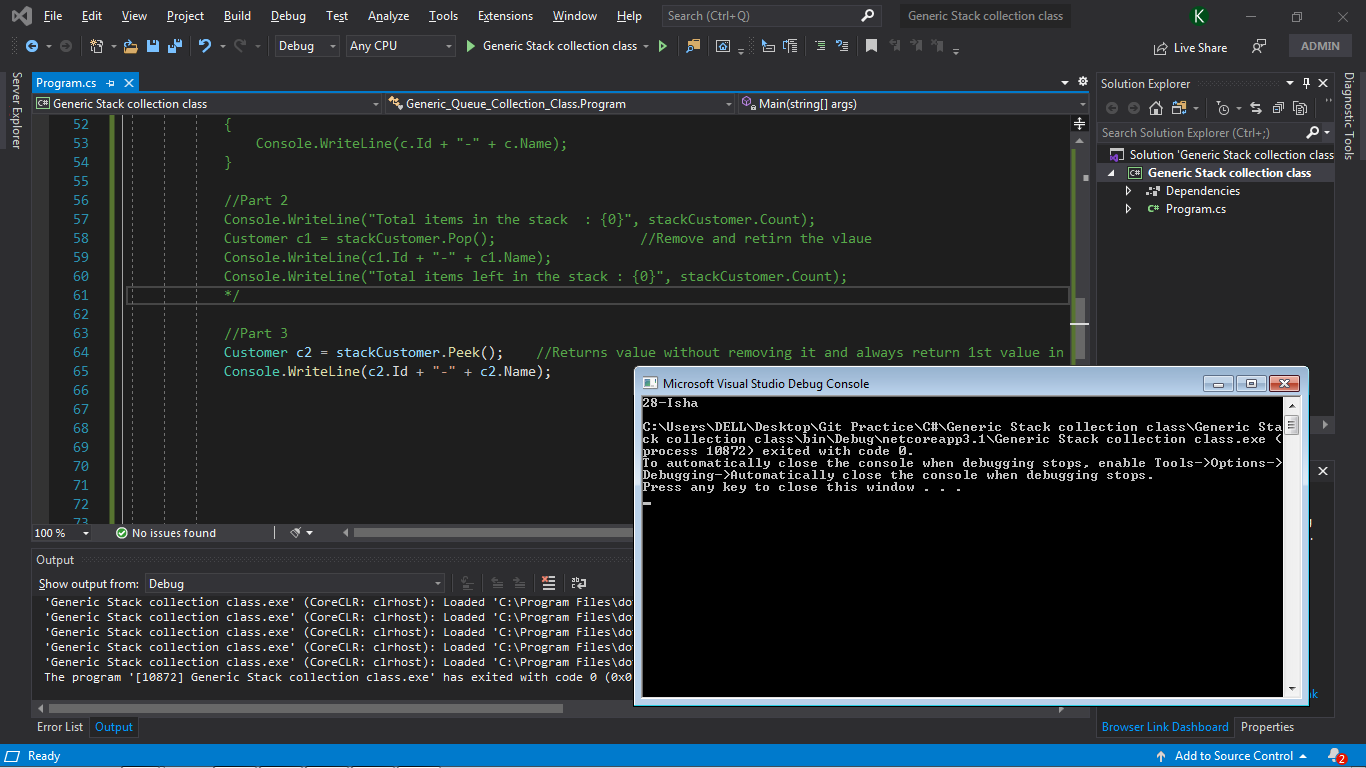 File Edit View Project Build Debug Test Analyze Tools Extensions Window Help Search (Ctrl+Q) Generic Stack collection class K
Debug Any CPU Generic Stack collection class Live Share ADMIN
Server Explorer
Program.cs
Generic Stack collection class Generic_Queue_Collection_Class.Program Main(string[] args)
52 {
53 Console.WriteLine(c.Id + "-" + c.Name);
54 }
55
56 //Part 2
57 Console.WriteLine("Total items in the stack  : {0}", stackCustomer.Count);
58 Customer c1 = stackCustomer.Pop(); //Remove and retirn the vlaue
59 Console.WriteLine(c1.Id + "-" + c1.Name);
60 Console.WriteLine("Total items left in the stack : {0}", stackCustomer.Count);
61 */
62
63 //Part 3
64 Customer c2 = stackCustomer.Peek(); //Returns value without removing it and always return 1st value in
65 Console.WriteLine(c2.Id + "-" + c2.Name);
66
67
68
69
70
71
72
73
100 % No issues found
Solution Explorer
Search Solution Explorer (Ctrl+;)
Solution 'Generic Stack collection class
Generic Stack collection class
Dependencies
C# Program.cs
Diagnostic Tools
Microsoft Visual Studio Debug Console
28-Isha
C:\Users\DELL\Desktop\Git Practice\C#\Generic Stack collection class\Generic Sta
ck collection class\bin\Debug\netcoreapp3.1\Generic Stack collection class.exe (
process 10872) exited with code 0.
To automatically close the console when debugging stops, enable Tools->Options->
Debugging->Automatically close the console when debugging stops.
Press any key to close this window . . .
Output
Show output from: Debug
'Generic Stack collection class.exe' (CoreCLR: clrhost): Loaded 'C:\Program Files\do
'Generic Stack collection class.exe' (CoreCLR: clrhost): Loaded 'C:\Program Files\do
'Generic Stack collection class.exe' (CoreCLR: clrhost): Loaded 'C:\Program Files\do
'Generic Stack collection class.exe' (CoreCLR: clrhost): Loaded 'C:\Program Files\do
'Generic Stack collection class.exe' (CoreCLR: clrhost): Loaded 'C:\Program Files\do
The program '[10872] Generic Stack collection class.exe' has exited with code 0 (0x0
Error List Output
Browser Link Dashboard Properties
Ready Add to Source Control 2